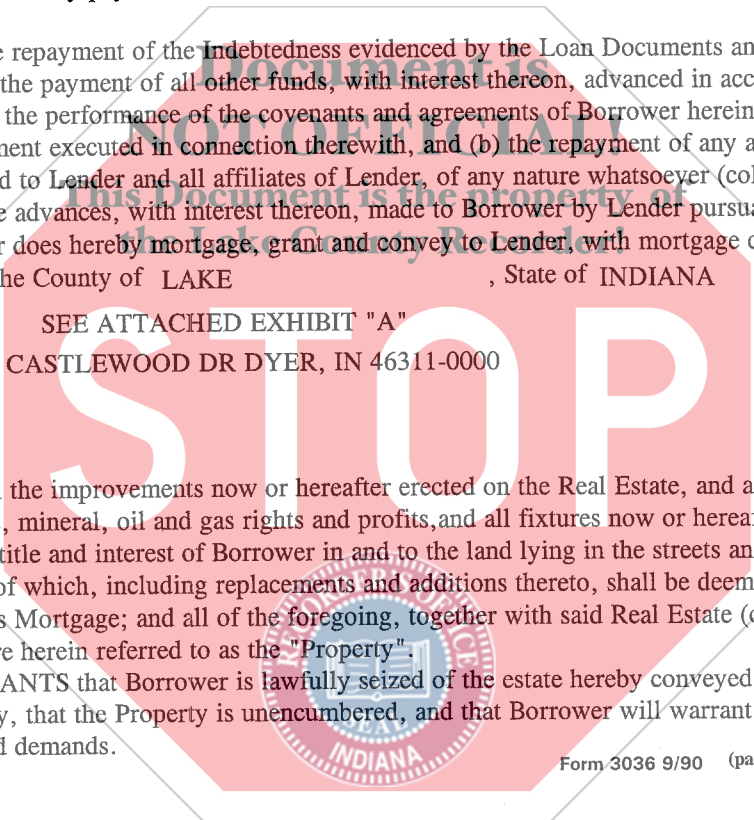 e repayment of the Indebtedness evidenced by the Loan Documents an
the payment of all other funds, with interest thereon, advanced in acc
the performance of the covenants and agreements of Borrower herein
nent executed in connection therewith, and (b) the repayment of any a
d to Lender and all affiliates of Lender, of any nature whatsoever (col
e advances, with interest thereon, made to Borrower by Lender pursua
r does hereby mortgage, grant and convey to Lender, with mortgage c
he County of LAKE , State of INDIANA
SEE ATTACHED EXHIBIT "A"
CASTLEWOOD DR DYER, IN 46311-0000
the improvements now or hereafter erected on the Real Estate, and a
, mineral, oil and gas rights and profits,and all fixtures now or herea
title and interest of Borrower in and to the land lying in the streets an
of which, including replacements and additions thereto, shall be deem
s Mortgage; and all of the foregoing, together with said Real Estate (c
re herein referred to as the "Property".
ANTS that Borrower is lawfully seized of the estate hereby conveyed
y, that the Property is unencumbered, and that Borrower will warrant
d demands.
Form 3036 9/90 (pa
Document is
NOT OFFICIAL!
This Document is the property of
the Lake County Recorder!
STOP
RECORDER'S OFFICE
SEAL
INDIANA